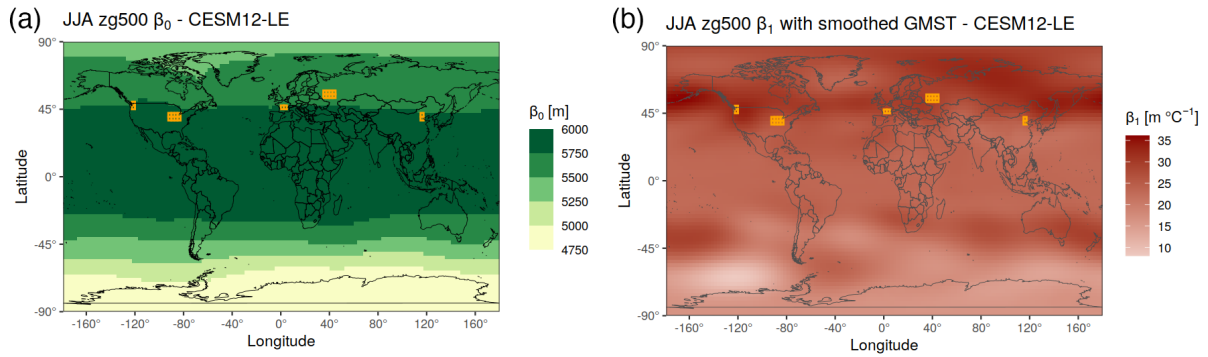 (a)
JJA zg500 β₀ - CESM12-LE
90°
45°
0°
-45°
-90°
Latitude
-160° -120° -80° -40° 0° 40° 80° 120° 160°
Longitude
β₀ [m]
6000
5750
5500
5250
5000
4750
(b)
JJA zg500 β₁ with smoothed GMST - CESM12-LE
90°
45°
0°
-45°
-90°
Latitude
-160° -120° -80° -40° 0° 40° 80° 120° 160°
Longitude
β₁ [m °C⁻¹]
35
30
25
20
15
10